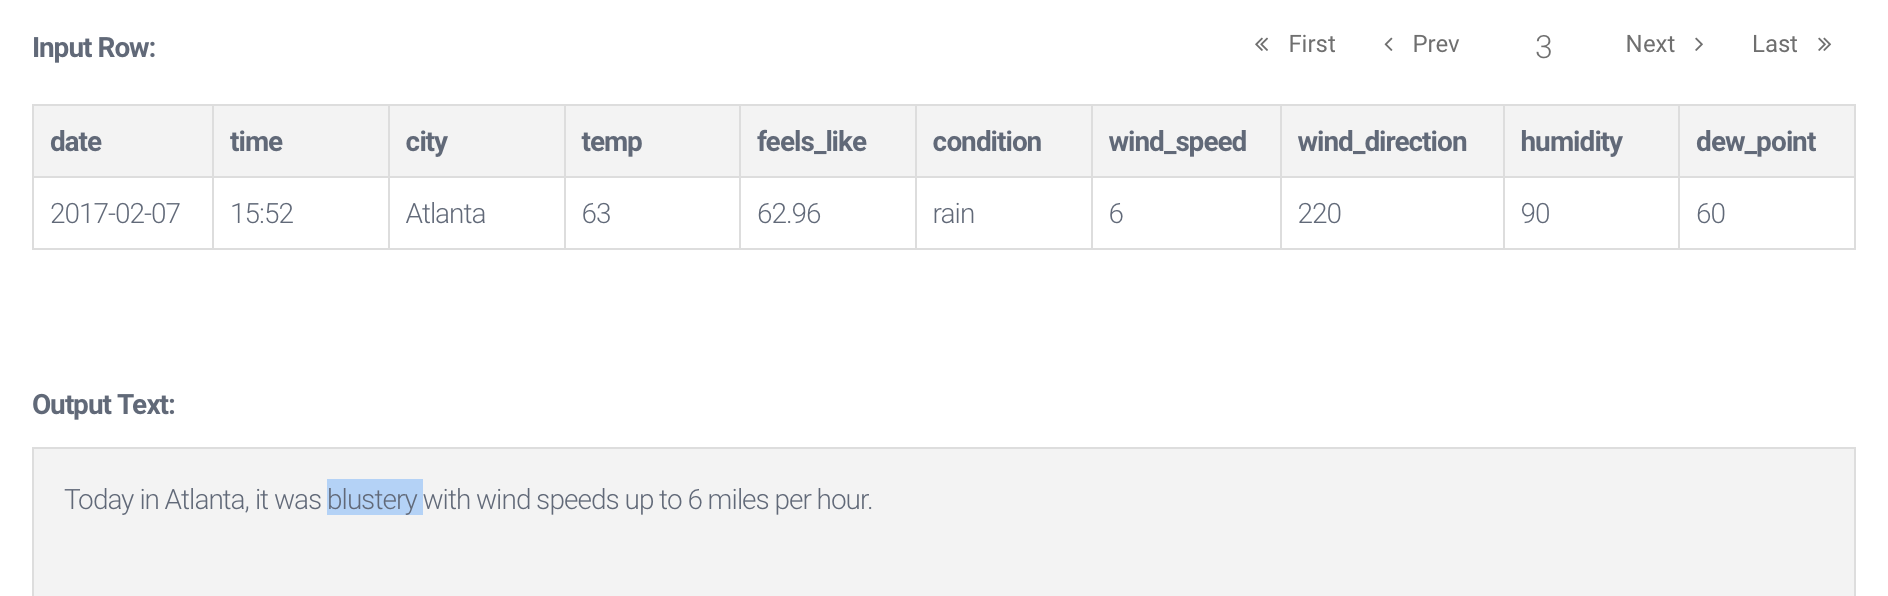 Input Row:
« First ‹ Prev 3 Next › Last »
date time city temp feels_like condition wind_speed wind_direction humidity dew_point
2017-02-07 15:52 Atlanta 63 62.96 rain 6 220 90 60
Output Text:
Today in Atlanta, it was blustery with wind speeds up to 6 miles per hour.